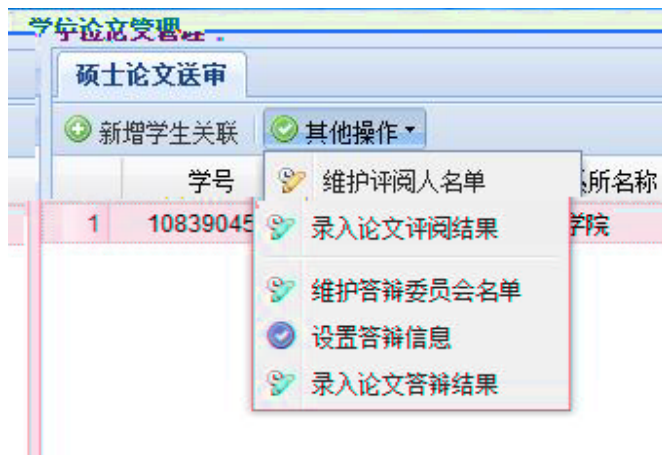 学位论文管理
硕士论文送审
新增学生关联 其他操作
学号 所名称
维护评阅人名单
1 10839045 学院
录入论文评阅结果
维护答辩委员会名单
设置答辩信息
录入论文答辩结果